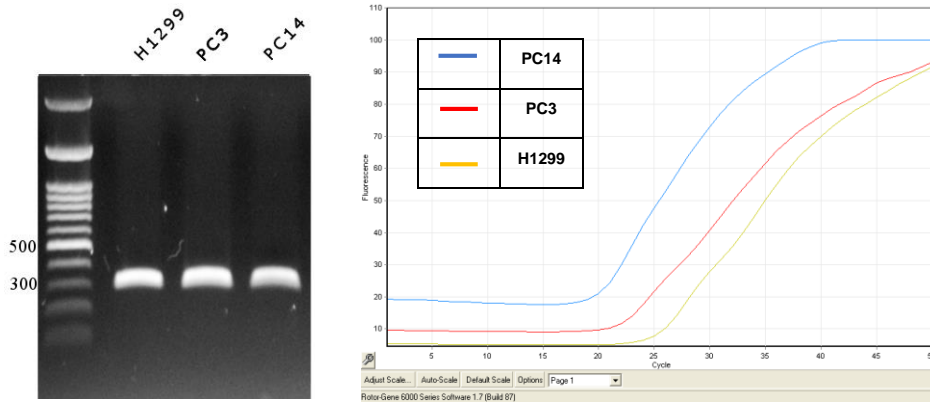 H1299
PC3
PC14
500
300
PC14
PC3
H1299
Fluorescence
100
90
80
70
60
50
40
30
20
10
5
10
15
20
25
30
35
40
45
Cycle
Adjust Scale... Auto-Scale Default Scale Options Page 1
Rotor-Gene 6000 Series Software 1.7 (Build 87)